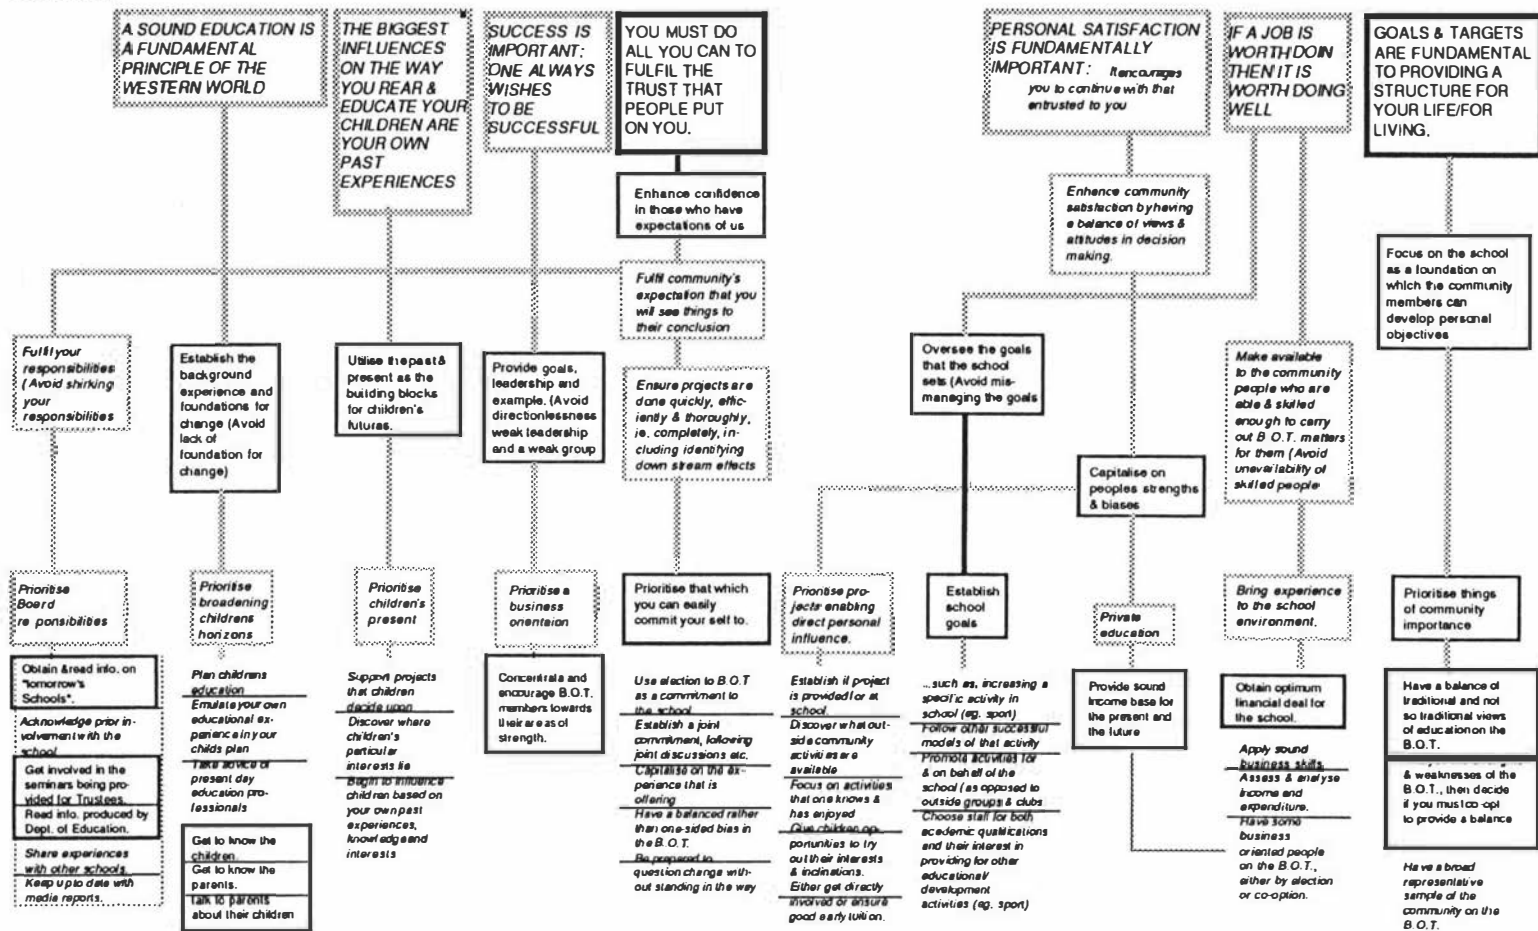 A SOUND EDUCATION IS
A FUNDAMENTAL
PRINCIPLE OF THE
WESTERN WORLD
THE BIGGEST
INFLUENCES
ON THE WAY
YOU REAR &
EDUCATE YOUR
CHILDREN ARE
YOUR OWN
PAST
EXPERIENCES
SUCCESS IS
IMPORTANT:
ONE ALWAYS
WISHES
TO BE
SUCCESSFUL
YOU MUST DO
ALL YOU CAN TO
FULFIL THE
TRUST THAT
PEOPLE PUT
ON YOU.
PERSONAL SATISFACTION
IS FUNDAMENTALLY
IMPORTANT: It encourages
you to continue with that
entrusted to you
IF A JOB IS
WORTH DOIN
THEN IT IS
WORTH DOING
WELL
GOALS & TARGETS
ARE FUNDAMENTAL
TO PROVIDING A
STRUCTURE FOR
YOUR LIFE/FOR
LIVING.
Enhance confidence
in those who have
expectations of us
Enhance community
satisfaction by having
a balance of views &
attitudes in decision
making.
Fulfil community's
expectation that you
will see things to
their conclusion
Focus on the school
as a foundation on
which the community
members can
develop personal
objectives
Fulfil your
responsibilities
(Avoid shirking
your
responsibilities
Establish the
background
experience and
foundations for
change (Avoid
lack of
foundation for
change)
Utilise the past &
present as the
building blocks
for children's
futures.
Provide goals,
leadership and
example. (Avoid
directionlessness
weak leadership
and a weak group
Ensure projects are
done quickly, effic-
iently & thoroughly,
ie. completely, in-
cluding identifying
down stream effects
Oversee the goals
that the school
sets (Avoid mis-
managing the goals
Make available
to the community
people who are
able & skilled
enough to carry
out B.O.T. matters
for them (Avoid
unavailability of
skilled people
Capitalise on
peoples strengths
& biases
Prioritise
Board
re ponsibilities
Prioritise
broadening
childrens
horizons
Prioritise
children's
present
Prioritise a
business
orientaion
Prioritise that which
you can easily
commit your self to.
Prioritise pro-
jects enabling
direct personal
influence.
Establish
school
goals
Private
education
Bring experience
to the school
environment.
Prioritise things
of community
importance
Obtain & read info. on
"Tomorrow's
Schools".
Acknowledge prior in-
volvement with the
school
Get involved in the
seminars being pro-
vided for Trustees.
Read info. produced by
Dept. of Education.
Share experiences
with other schools.
Keep up to date with
media reports.
Plan childrens
education
Emulate your own
educational ex-
perience in your
childs plan
Take advice of
present day
education pro-
fessionals
Get to know the
children.
Get to know the
parents.
Talk to parents
about their children
Support projects
that children
decide upon
Discover where
children's
particular
interests lie
Begin to influence
children based on
your own past
experiences,
knowledge and
interests
Concentrate and
encourage B.O.T.
members towards
their areas of
strength.
Use election to B.O.T
as a commitment to
the school
Establish a joint
commitment, following
joint discussions etc.
Capitalise on the ex-
perience that is
offering
Have a balanced rather
than one-sided bias in
the B.O.T.
Be prepared to
question change with-
out standing in the way
Establish if project
is provided for at
school
Discover what out-
side community
activities are
available
Focus on activities
that one knows &
has enjoyed
Give children op-
portunities to try
out their interests
& inclinations.
Either get directly
involved or ensure
good early tuition.
...such as, increasing a
specific activity in
school (eg. sport)
Follow other successful
models of that activity
Promote activities for
& on behalf of the
school (as opposed to
outside groups & clubs
Choose staff for both
academic qualifications
and their interest in
providing for other
educational/
development
activities (eg. sport)
Provide sound
income base for
the present and
the future
Obtain optimum
financial deal for
the school.
Apply sound
business skills.
Assess & analyse
income and
expenditure.
Have some
business
oriented people
on the B.O.T.,
either by election
or co-option.
Have a balance of
traditional and not
so traditional views
of education on the
B.O.T.
& weaknesses of the
B.O.T., then decide
if you must co-opt
to provide a balance
Have a broad
representative
sample of the
community on the
B.O.T.